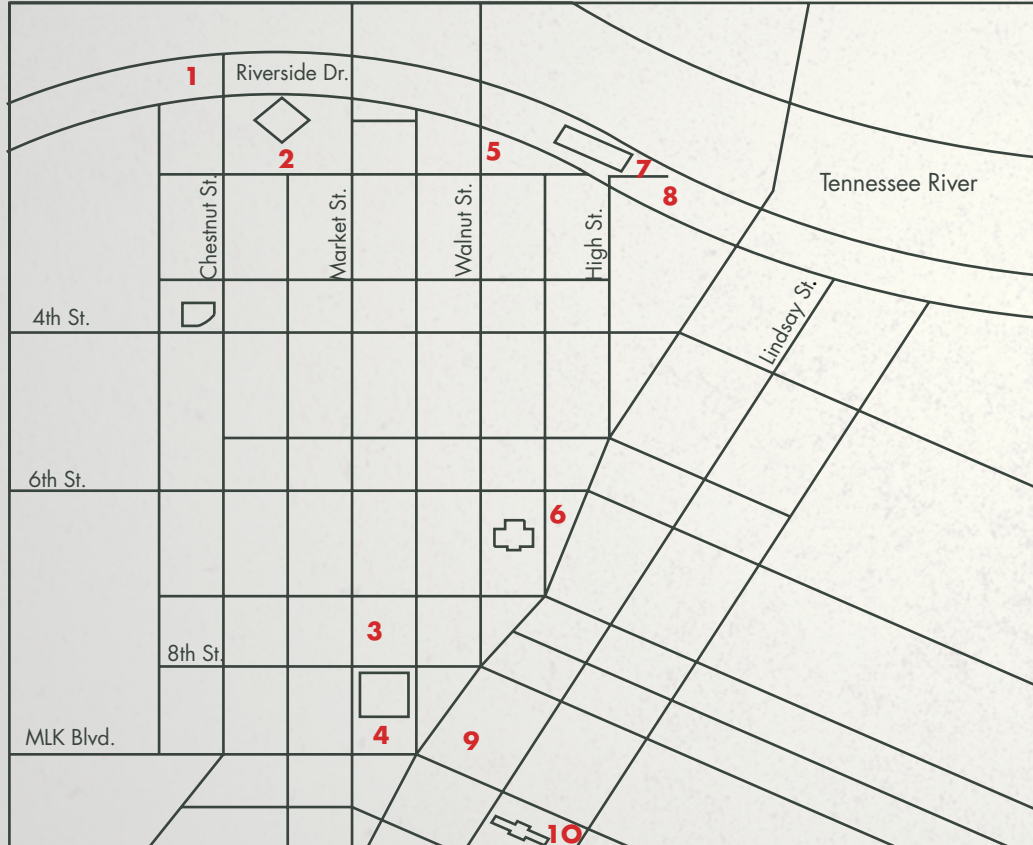 1
Riverside Dr.
2
5
7
8
Tennessee River
Chestnut St.
Market St.
Walnut St.
High St.
4th St.
Lindsay St.
6th St.
6
3
8th St.
MLK Blvd.
4
9
10